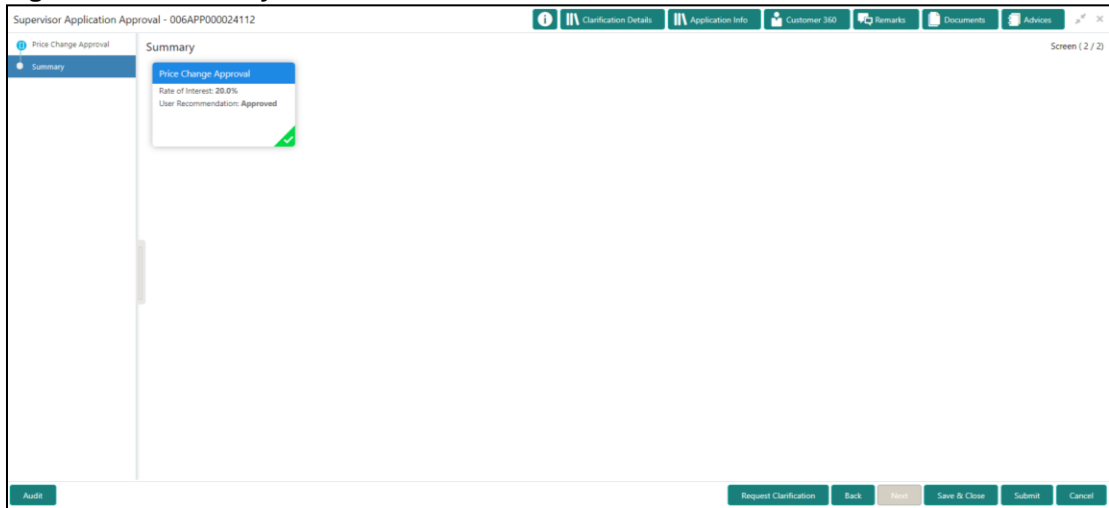 Supervisor Application Approval - 006APP000024112
Clarification Details
Application Info
Customer 360
Remarks
Documents
Advices
Price Change Approval
Summary
Summary
Screen ( 2 / 2)
Price Change Approval
Rate of Interest: 20.0%
User Recommendation: Approved
Audit
Request Clarification
Back
Next
Save & Close
Submit
Cancel